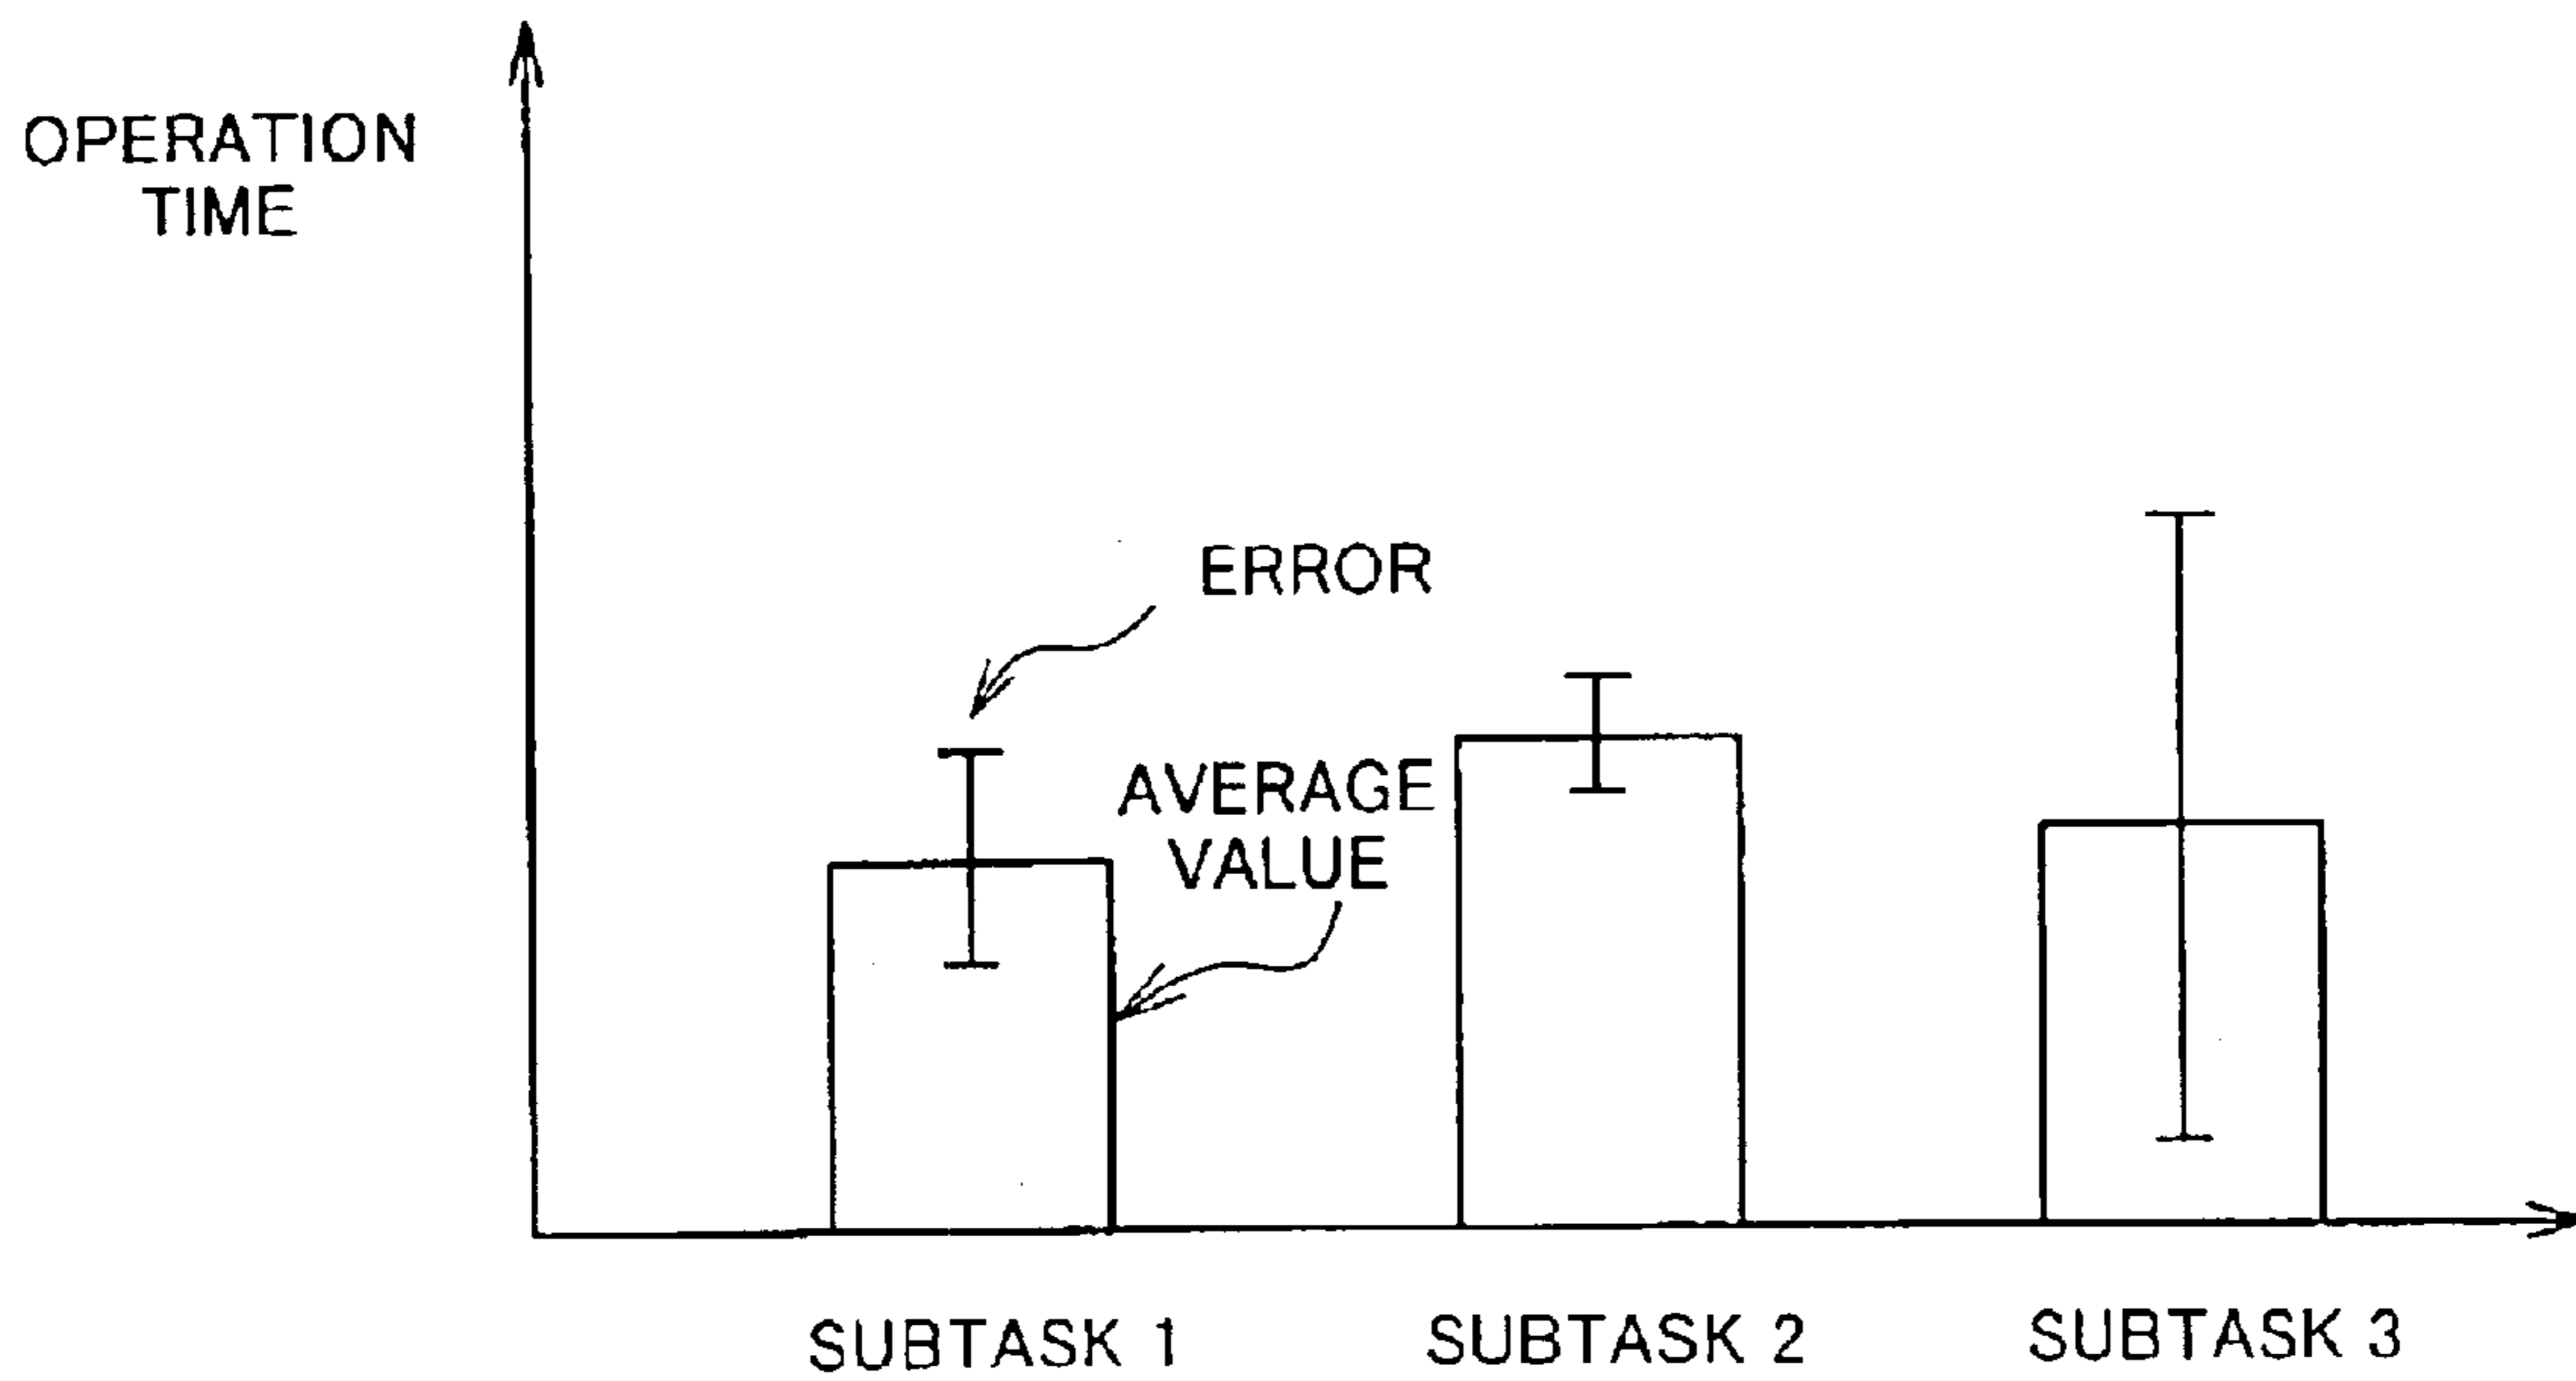 OPERATION
TIME
ERROR
AVERAGE
VALUE
SUBTASK 1
SUBTASK 2
SUBTASK 3